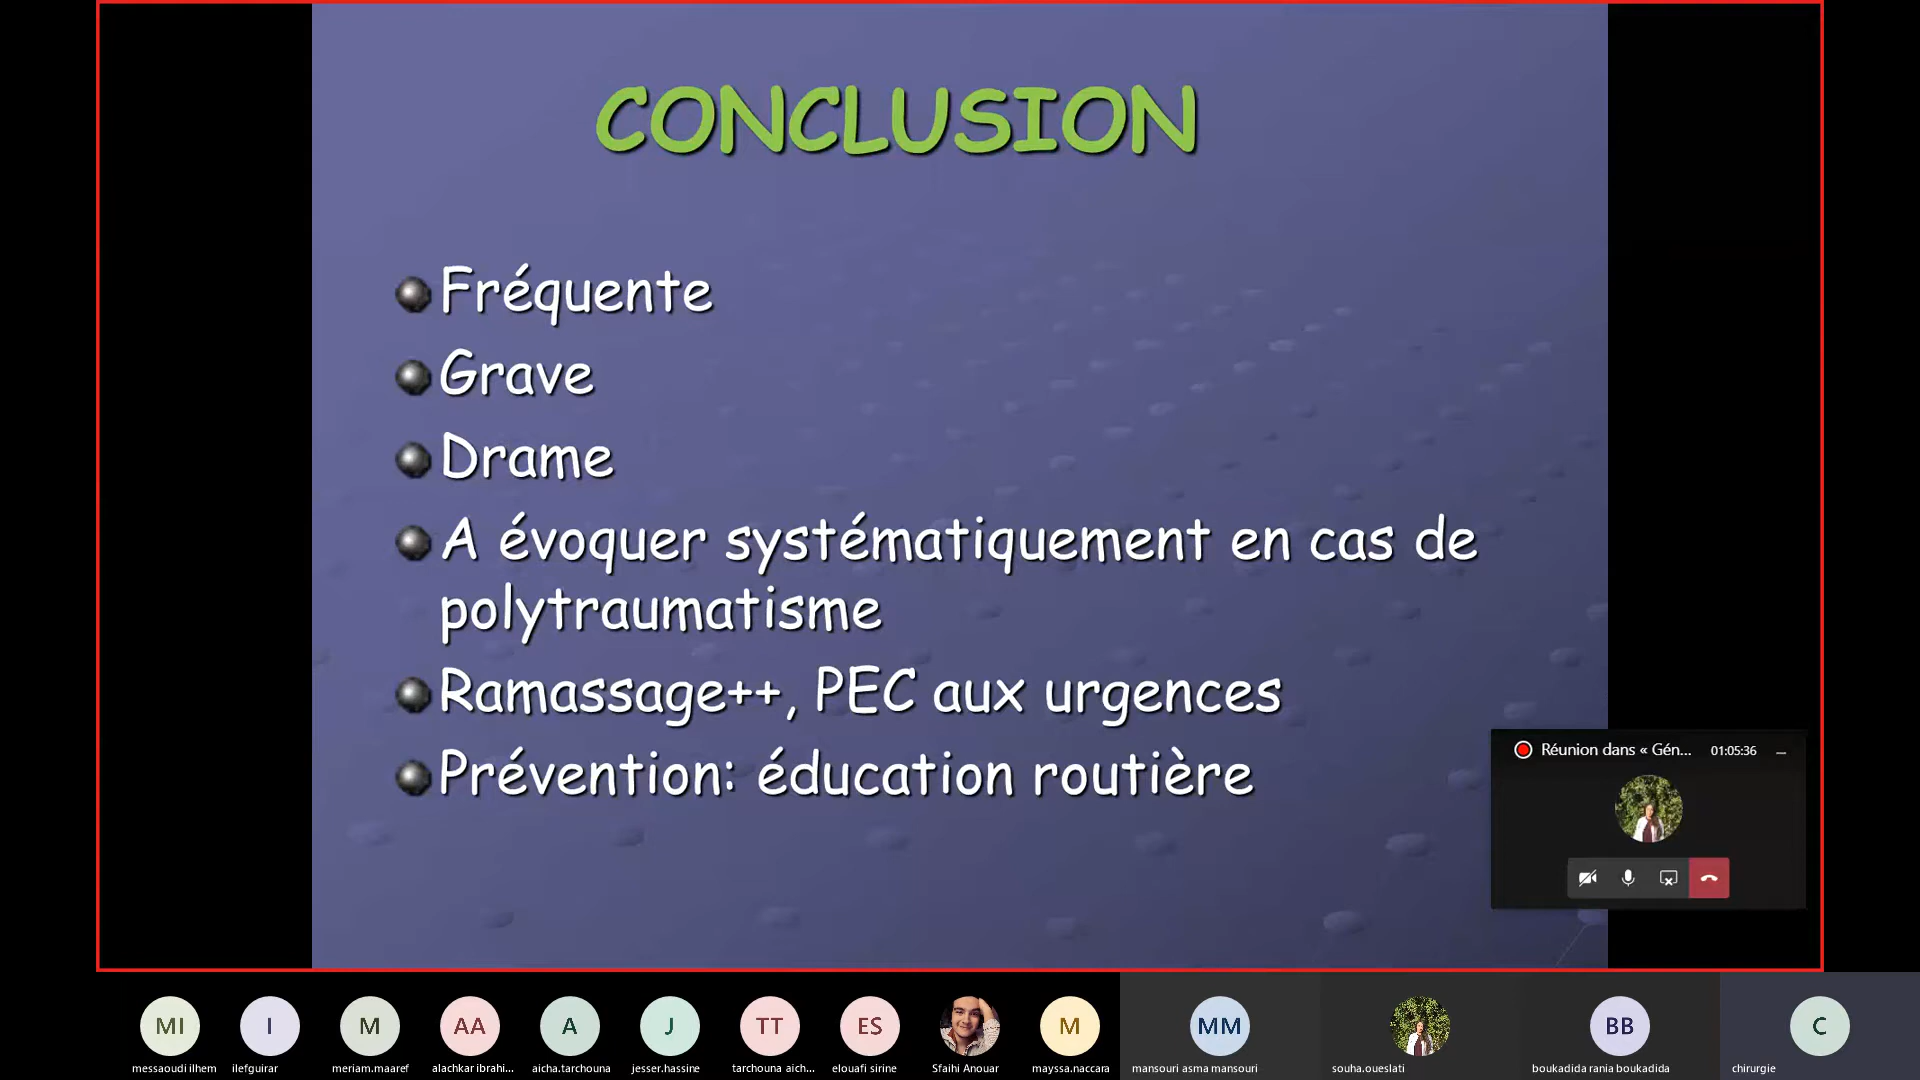 CONCLUSION
Fréquente
Grave
Drame
A évoquer systématiquement en cas de
polytraumatisme
Ramassage++, PEC aux urgences
Prévention: éducation routière
Réunion dans « Gén... 01:05:36
MI
I
M
AA
A
J
TT
ES
M
MM
BB
C
messaoudi ilhem
ilefguirar
meriam.maaref
alachkar ibrahi...
aicha.tarchouna
jesser.hassine
tarchouna aich...
elouafi sirine
Sfaihi Anouar
mayssa.naccara
mansouri asma mansouri
souha.oueslati
boukadida rania boukadida
chirurgie